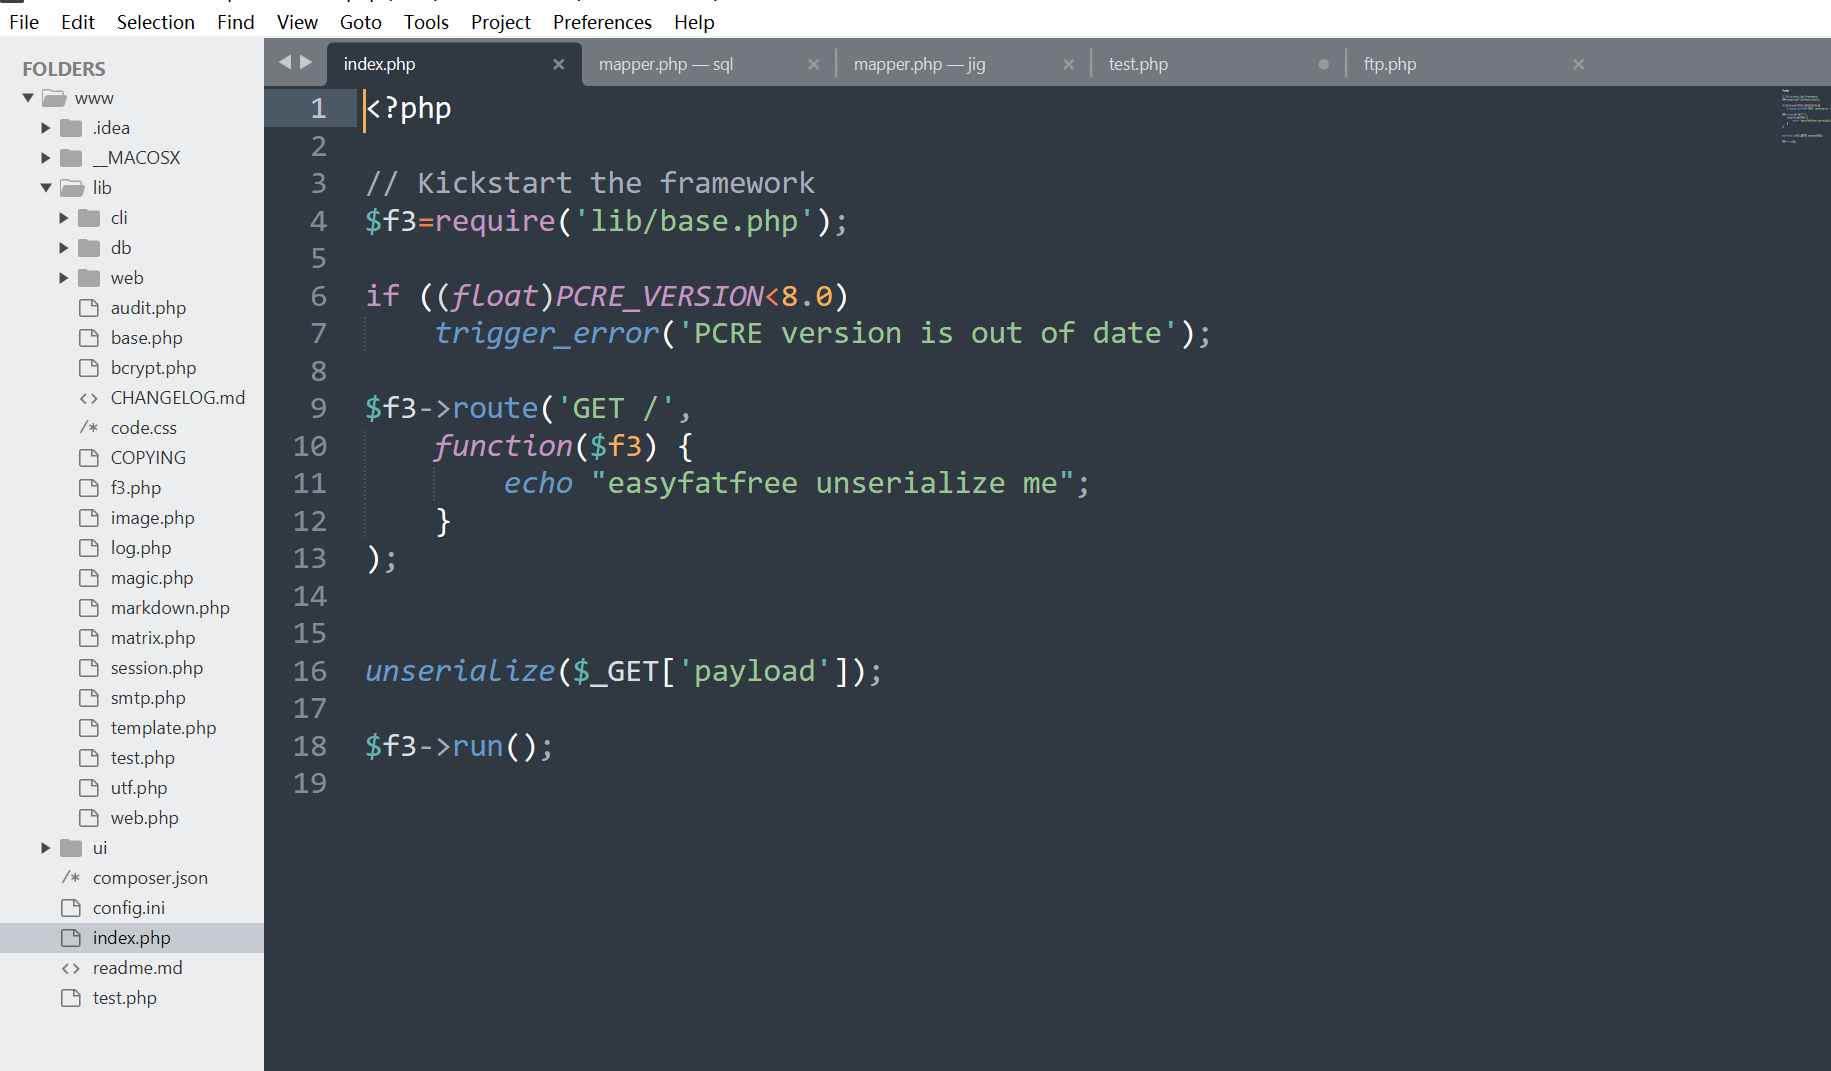 File Edit Selection Find View Goto Tools Project Preferences Help
FOLDERS
www
.idea
__MACOSX
lib
cli
db
web
audit.php
base.php
bcrypt.php
CHANGELOG.md
code.css
COPYING
f3.php
image.php
log.php
magic.php
markdown.php
matrix.php
session.php
smtp.php
template.php
test.php
utf.php
web.php
ui
composer.json
config.ini
index.php
readme.md
test.php
index.php mapper.php — sql mapper.php — jig test.php ftp.php
1 <?php
2
3 // Kickstart the framework
4 $f3=require('lib/base.php');
5
6 if ((float)PCRE_VERSION<8.0)
7 trigger_error('PCRE version is out of date');
8
9 $f3->route('GET /',
10 function($f3) {
11 echo "easyfatfree unserialize me";
12 }
13 );
14
15
16 unserialize($_GET['payload']);
17
18 $f3->run();
19